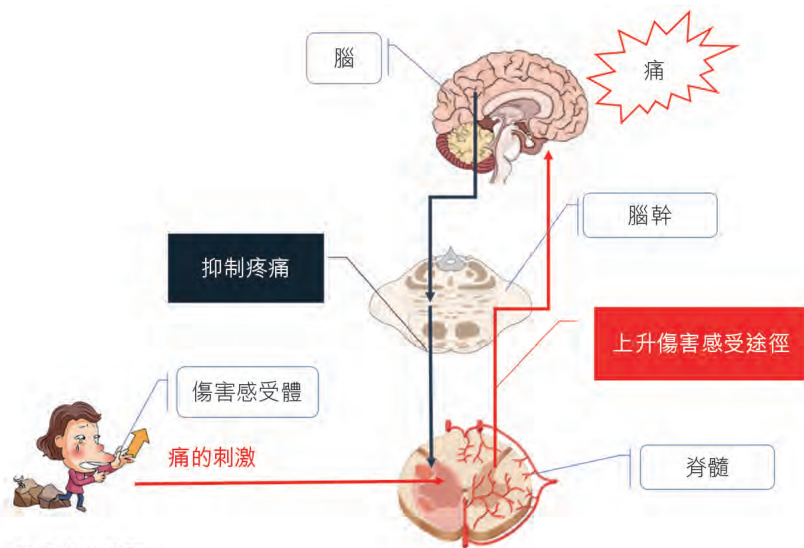 腦
痛
腦幹
抑制疼痛
上升傷害感受途徑
傷害感受體
痛的刺激
脊髓